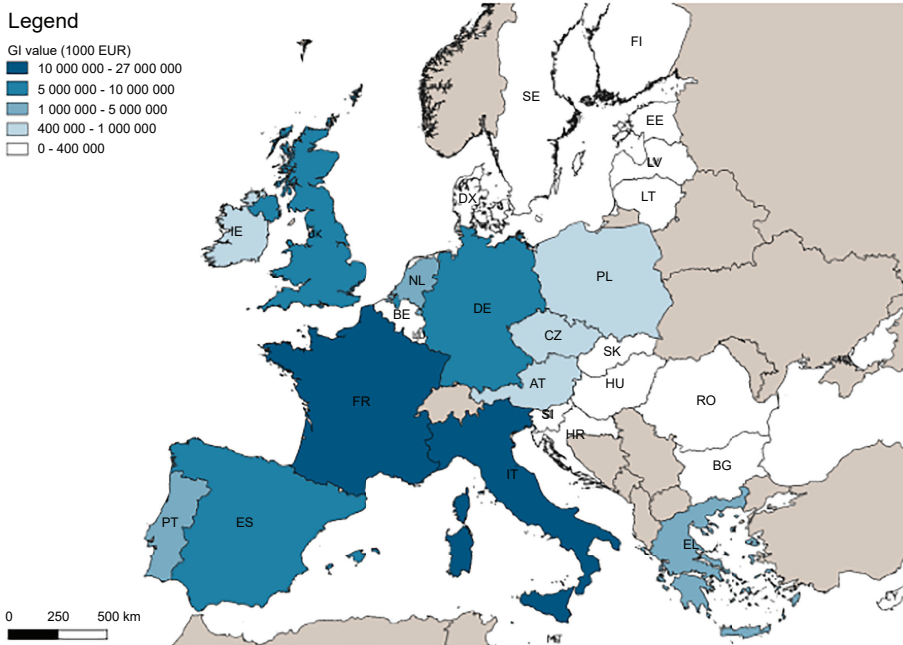 Legend
GI value (1000 EUR)
10 000 000 - 27 000 000
5 000 000 - 10 000 000
1 000 000 - 5 000 000
400 000 - 1 000 000
0 - 400 000
FI
SE
EE
LV
LT
DX
IE
UK
NL
PL
DE
BE
CZ
SK
AT
HU
FR
RO
SI
HR
BG
IT
PT
ES
EL
0 250 500 km
MT